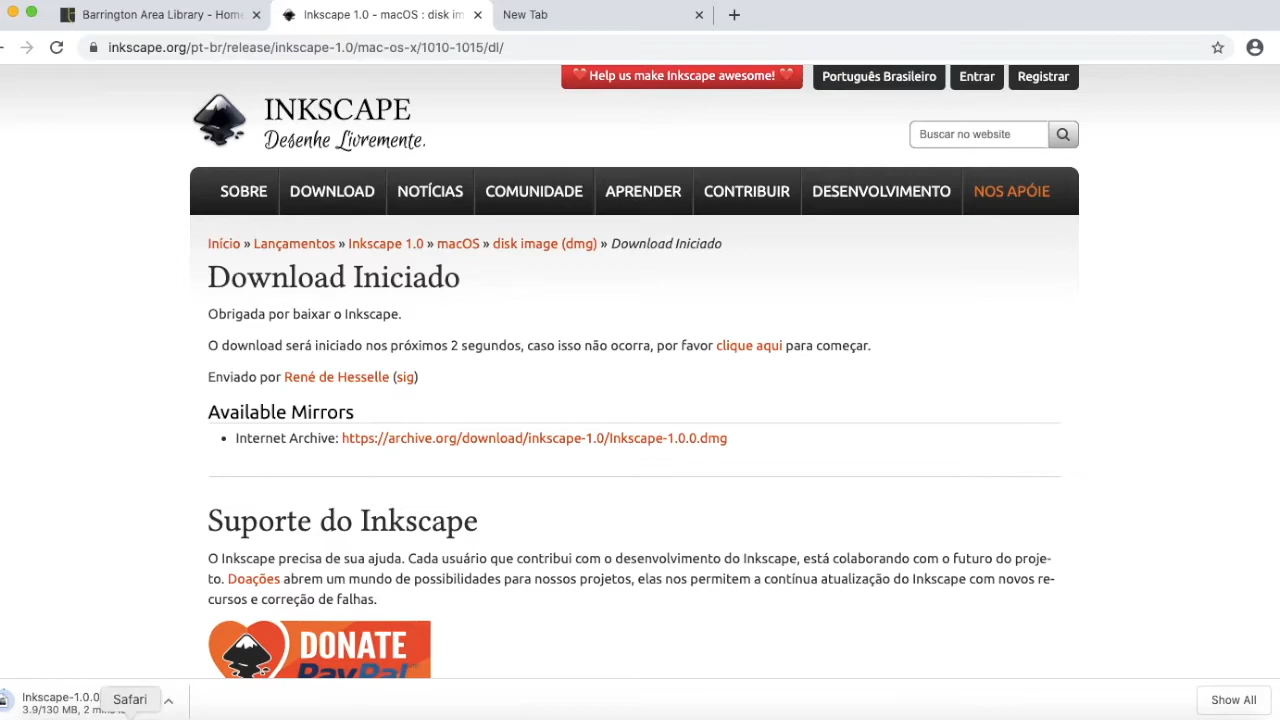 Barrington Area Library - Home
Inkscape 1.0 - macOS : disk im
New Tab
inkscape.org/pt-br/release/inkscape-1.0/mac-os-x/1010-1015/dl/
Help us make Inkscape awesome!
Português Brasileiro
Entrar
Registrar
INKSCAPE
Desenhe Livremente.
Buscar no website
SOBRE
DOWNLOAD
NOTÍCIAS
COMUNIDADE
APRENDER
CONTRIBUIR
DESENVOLVIMENTO
NOS APÓIE
Início » Lançamentos » Inkscape 1.0 » macOS » disk image (dmg) » Download Iniciado
Download Iniciado
Obrigada por baixar o Inkscape.
O download será iniciado nos próximos 2 segundos, caso isso não ocorra, por favor clique aqui para começar.
Enviado por René de Hesselle (sig)
Available Mirrors
• Internet Archive: https://archive.org/download/inkscape-1.0/Inkscape-1.0.0.dmg
Suporte do Inkscape
O Inkscape precisa de sua ajuda. Cada usuário que contribui com o desenvolvimento do Inkscape, está colaborando com o futuro do proje-
to. Doações abrem um mundo de possibilidades para nossos projetos, elas nos permitem a contínua atualização do Inkscape com novos re-
cursos e correção de falhas.
DONATE
PayPal
Inkscape-1.0.0
3.9/130 MB, 2 mins
Safari
Show All